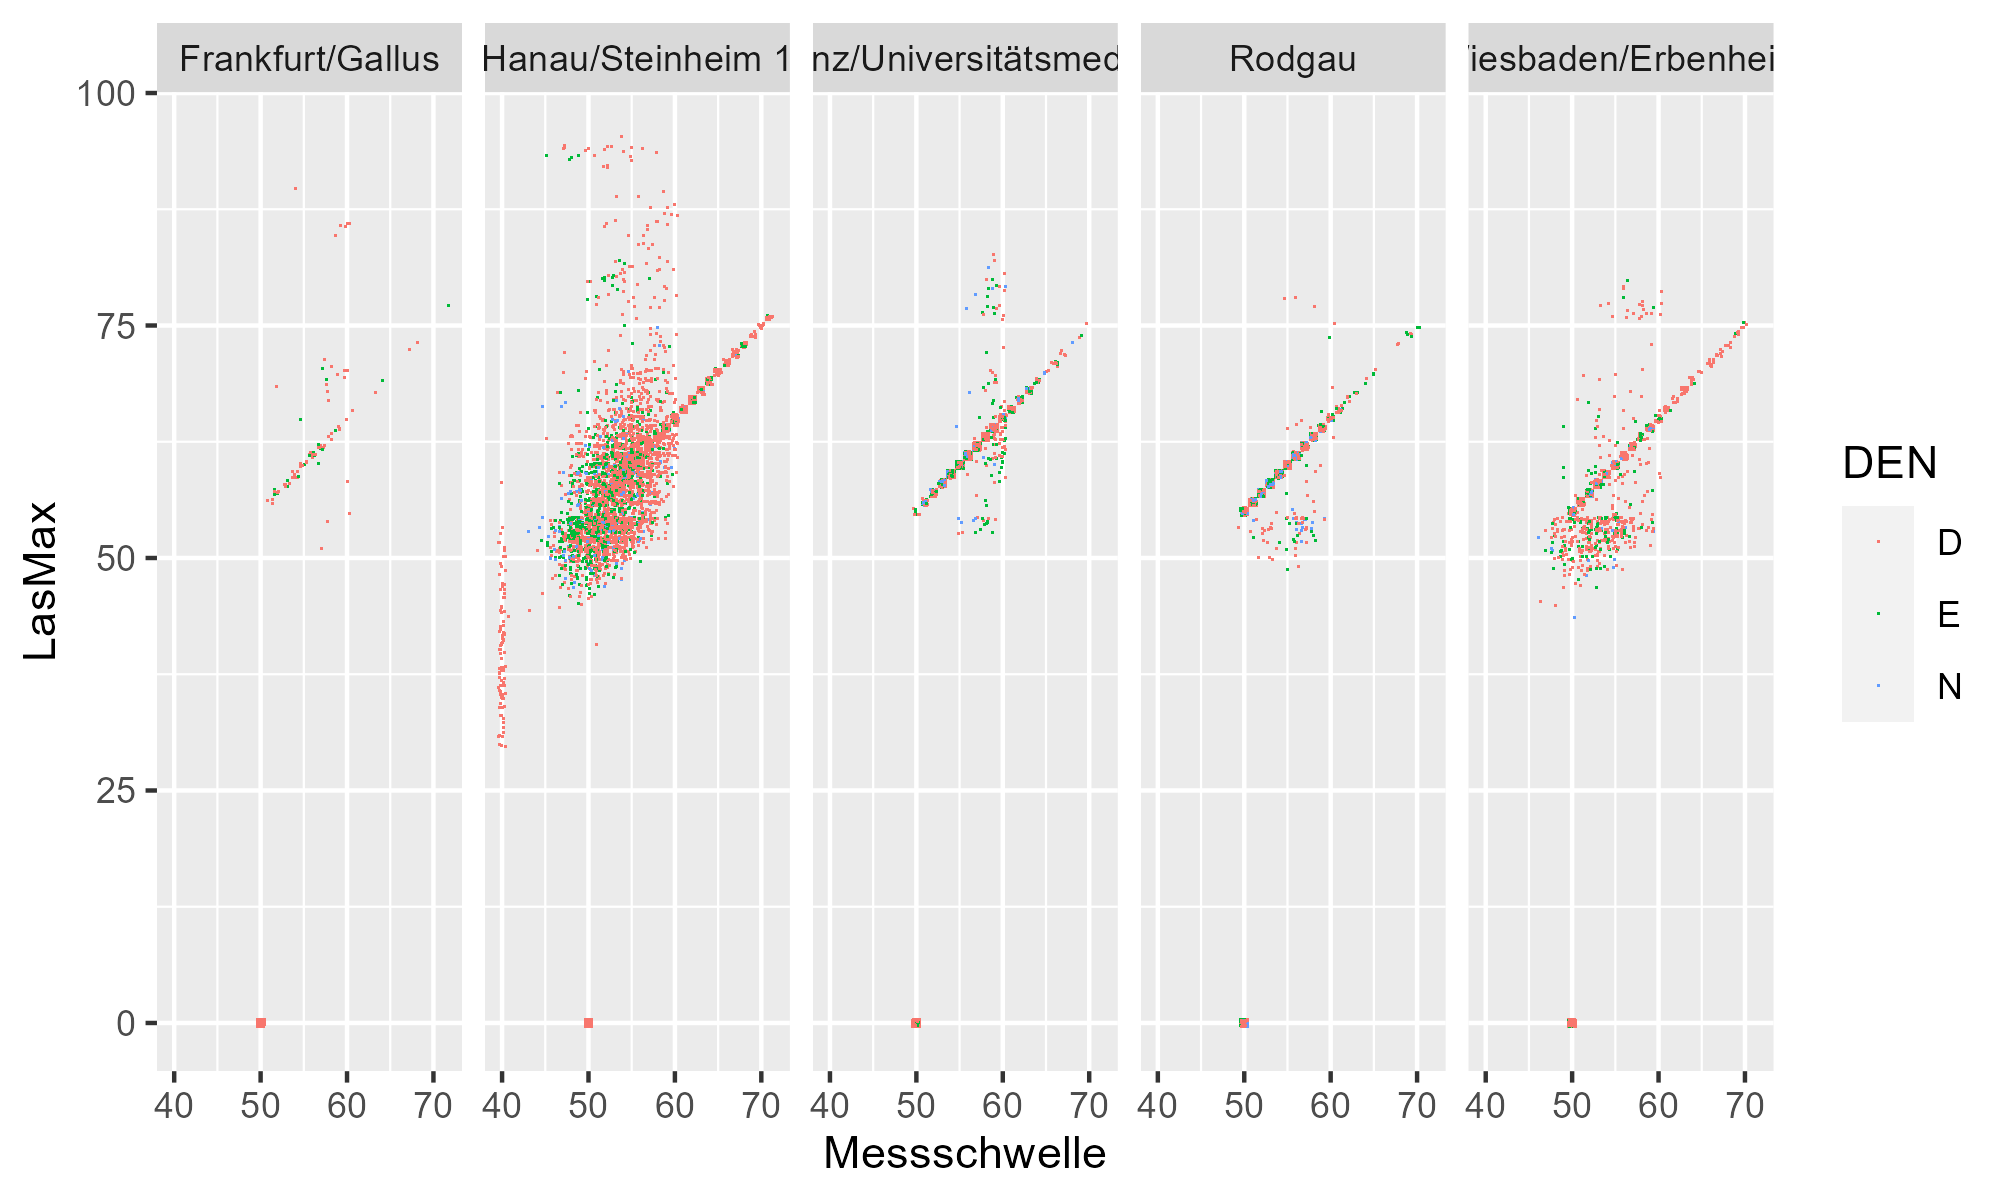 Frankfurt/Gallus Hanau/Steinheim 1 nz/Universitätsmed Rodgau iesbaden/Erbenhei
100
75
50
25
0
LasMax
40 50 60 70 40 50 60 70 40 50 60 70 40 50 60 70 40 50 60 70
Messschwelle
DEN
D
E
N